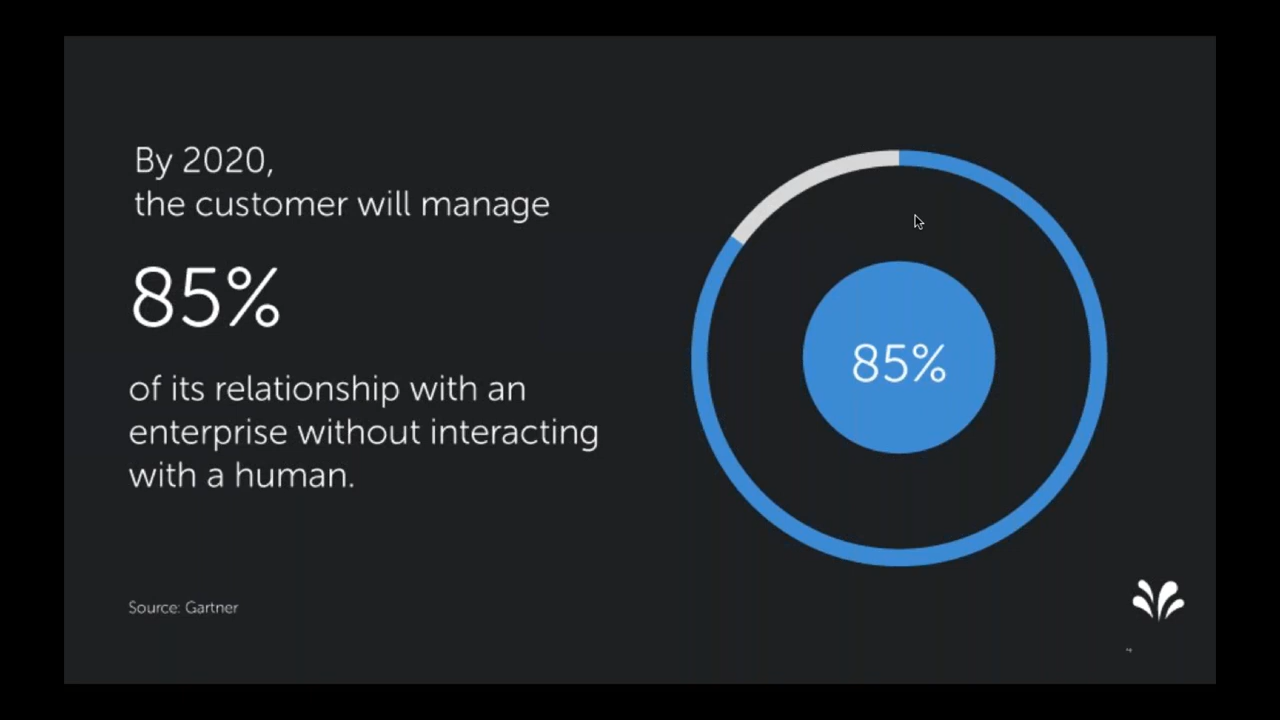 By 2020,
the customer will manage
85%
of its relationship with an
enterprise without interacting
with a human.
85%
Source: Gartner